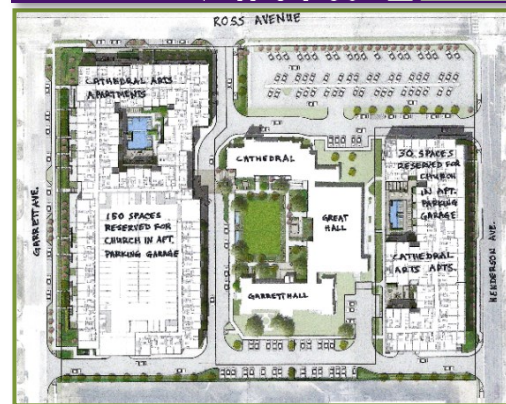 ROSS AVENUE
CATHEDRAL ARTS
APARTMENTS
CATHEDRAL
30 SPACES
RESERVED FOR
CHURCH
IN APT.
PARKING
GARAGE
150 SPACES
RESERVED FOR
CHURCH IN APT.
PARKING GARAGE
GREAT
HALL
GARRETT AVE.
HENDERSON AVE.
CATHEDRAL
ARTS APTS.
GARRETT HALL